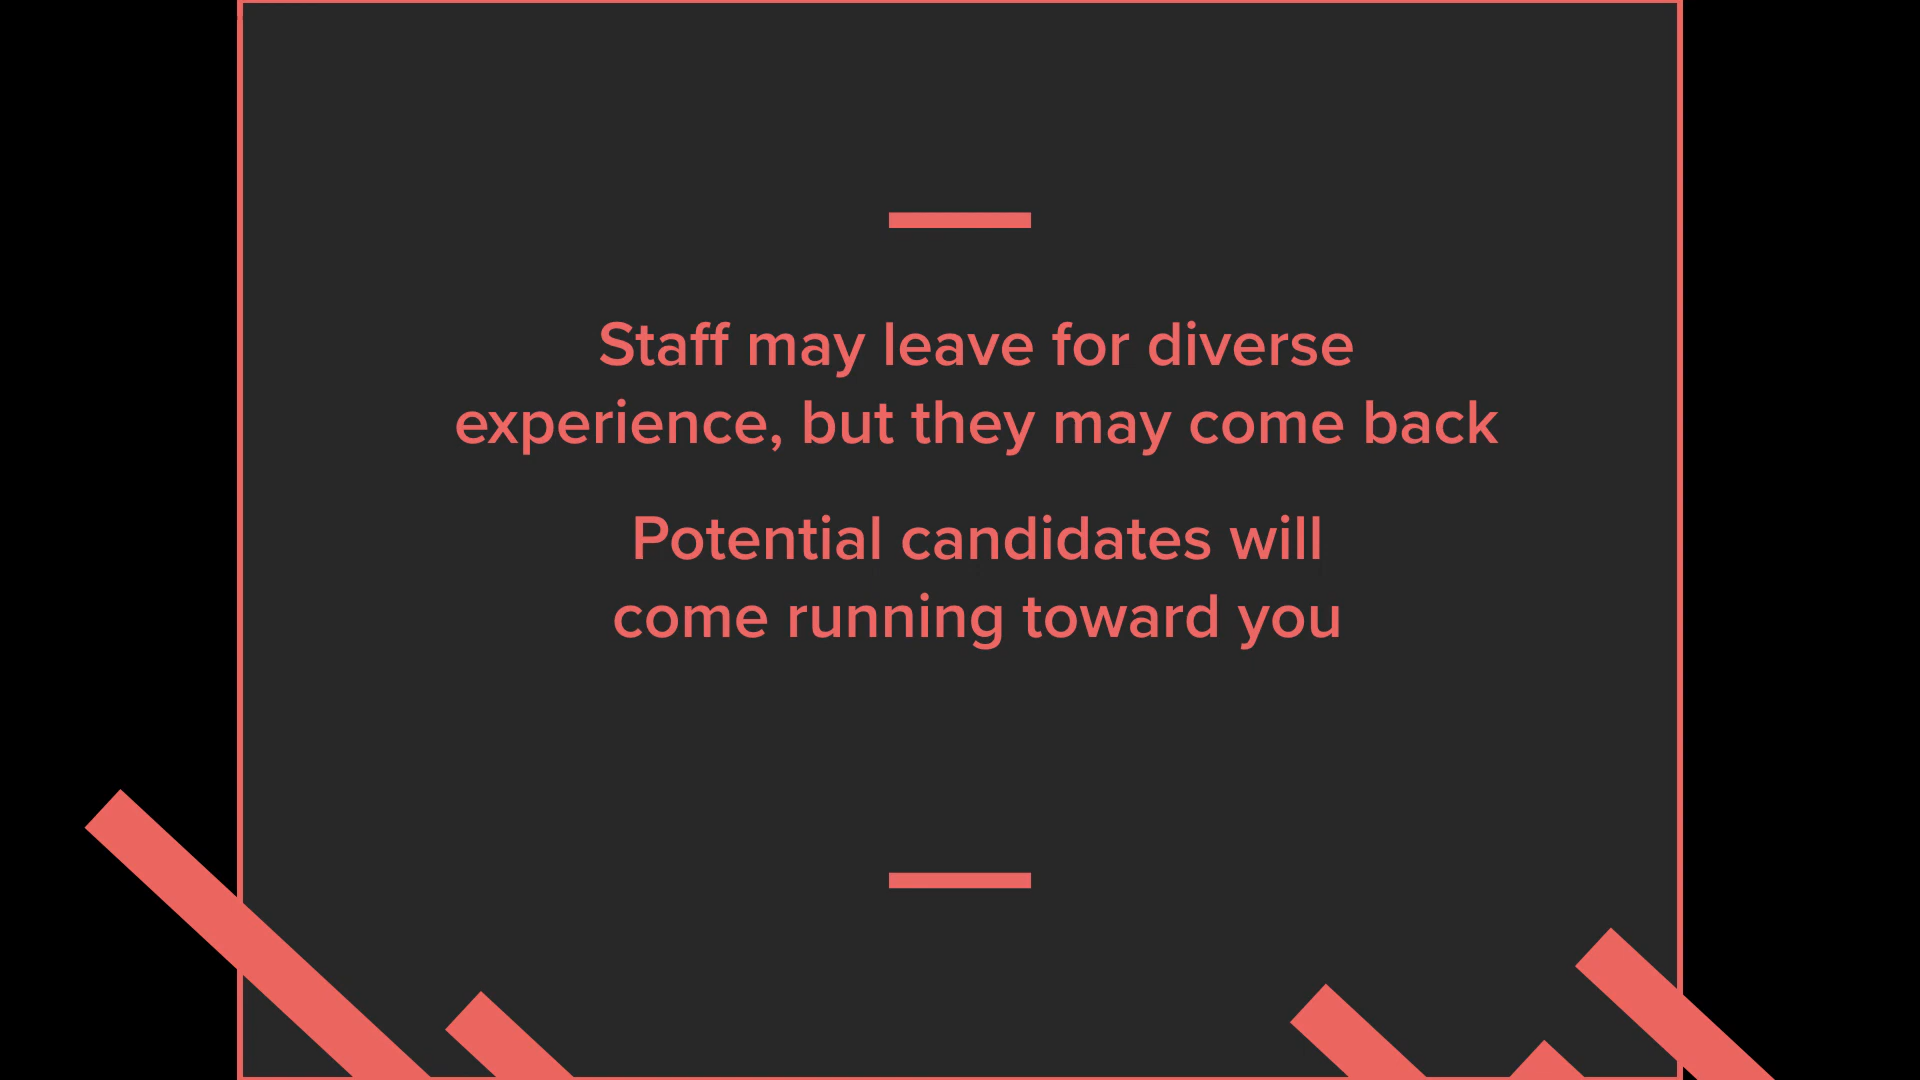 Staff may leave for diverse
experience, but they may come back
Potential candidates will
come running toward you